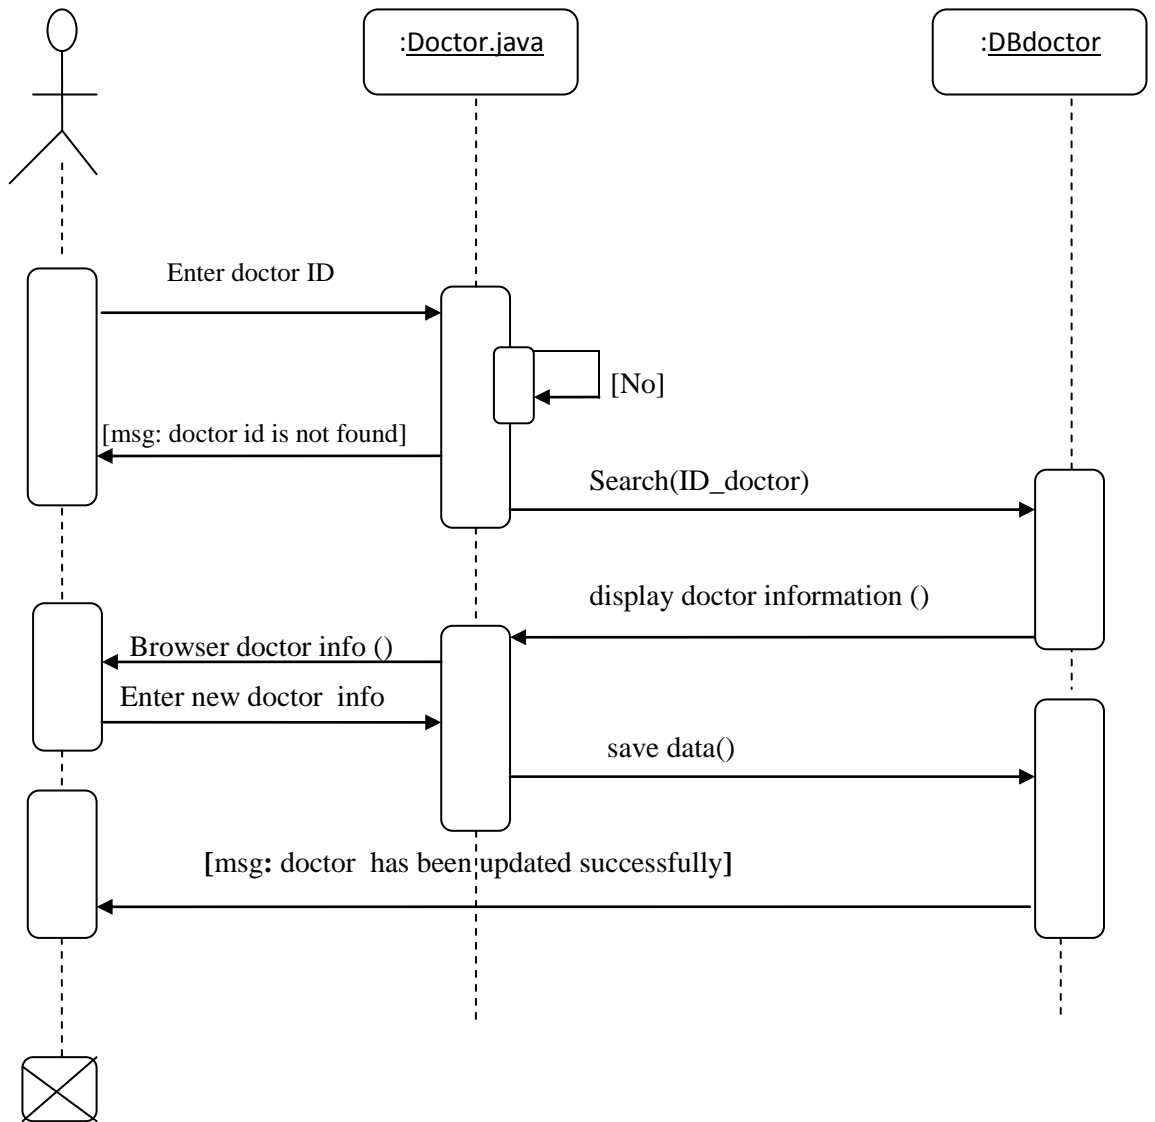 :Doctor.java
:DBdoctor
Enter doctor ID
[No]
[msg: doctor id is not found]
Search(ID_doctor)
display doctor information ()
Browser doctor info ()
Enter new doctor  info
save data()
[msg: doctor  has been updated successfully]